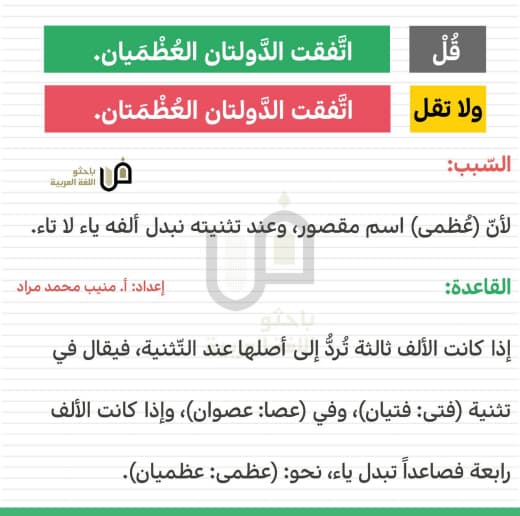 قُلْ
اتَّفقت الدَّولتان العُظْمَيان.
ولا تقل
اتَّفقت الدَّولتان العُظْمَتان.
السّبب:
باحثو
اللغة العربية
لأنّ (عُظمى) اسم مقصور، وعند تثنيته نبدل ألفه ياء لا تاء.
القاعدة:
إعداد: أ. منيب محمد مراد
باحثو
اللغة العربية
إذا كانت الألف ثالثة تُردُّ إلى أصلها عند التّثنية، فيقال في
تثنية (فتى: فتيان)، وفي (عصا: عصوان)، وإذا كانت الألف
رابعة فصاعداً تبدل ياء، نحو: (عظمى: عظميان).